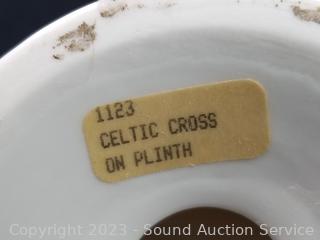 1123
CELTIC CROSS
ON PLINTH
Copyright © 2023 - Sound Auction Service